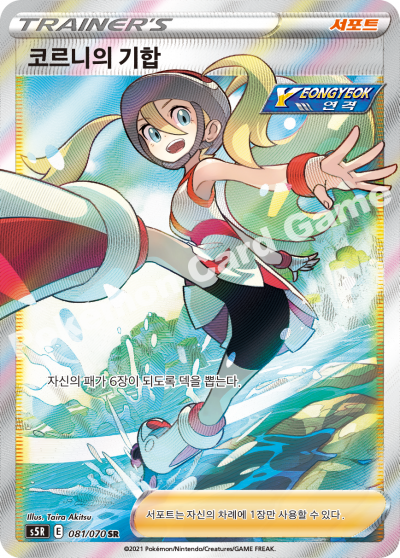 TRAINER'S
서포트
코르니의 기합
YEONGYEOK
연격
Pokémon Card Game
자신의 패가 6장이 되도록 덱을 뽑는다.
Illus. Taira Akitsu
서포트는 자신의 차례에 1장만 사용할 수 있다.
s5R E 081/070 SR
©2021 Pokémon/Nintendo/Creatures/GAME FREAK.